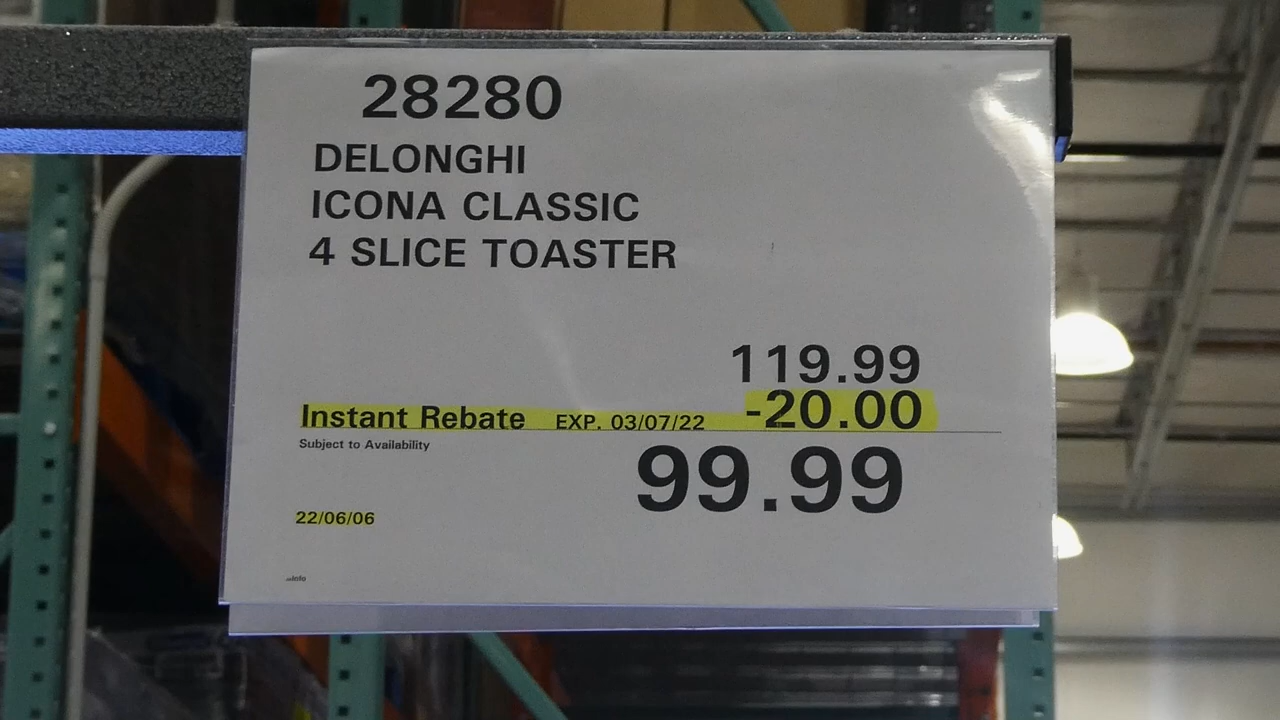 28280
DELONGHI
ICONA CLASSIC
4 SLICE TOASTER
119.99
Instant Rebate EXP. 03/07/22 -20.00
Subject to Availability
99.99
22/06/06